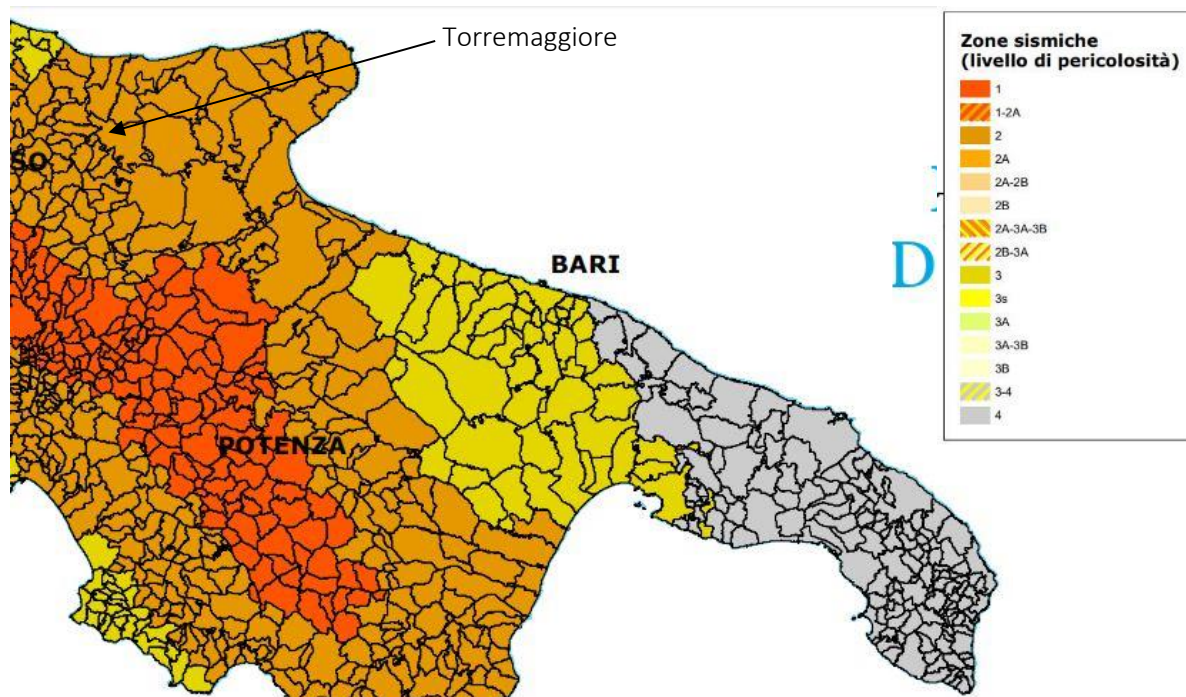 Torremaggiore
SO
BARI
POTENZA
D
Zone sismiche
(livello di pericolosità)
1
1-2A
2
2A
2A-2B
2B
2A-3A-3B
2B-3A
3
3s
3A
3A-3B
3B
3-4
4